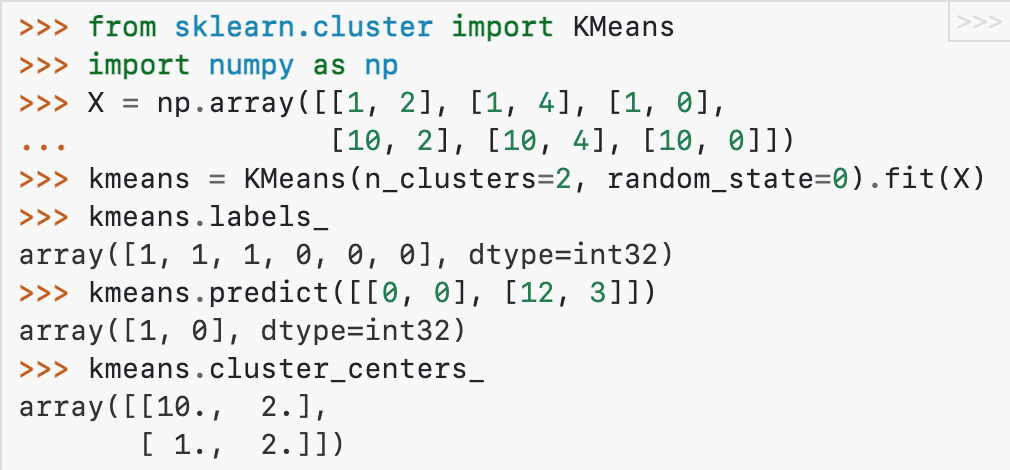 >>> from sklearn.cluster import KMeans
>>>
>>> import numpy as np
>>> X = np.array([[1, 2], [1, 4], [1, 0],
...               [10, 2], [10, 4], [10, 0]])
>>> kmeans = KMeans(n_clusters=2, random_state=0).fit(X)
>>> kmeans.labels_
array([1, 1, 1, 0, 0, 0], dtype=int32)
>>> kmeans.predict([[0, 0], [12, 3]])
array([1, 0], dtype=int32)
>>> kmeans.cluster_centers_
array([[10.,  2.],
       [ 1.,  2.]])